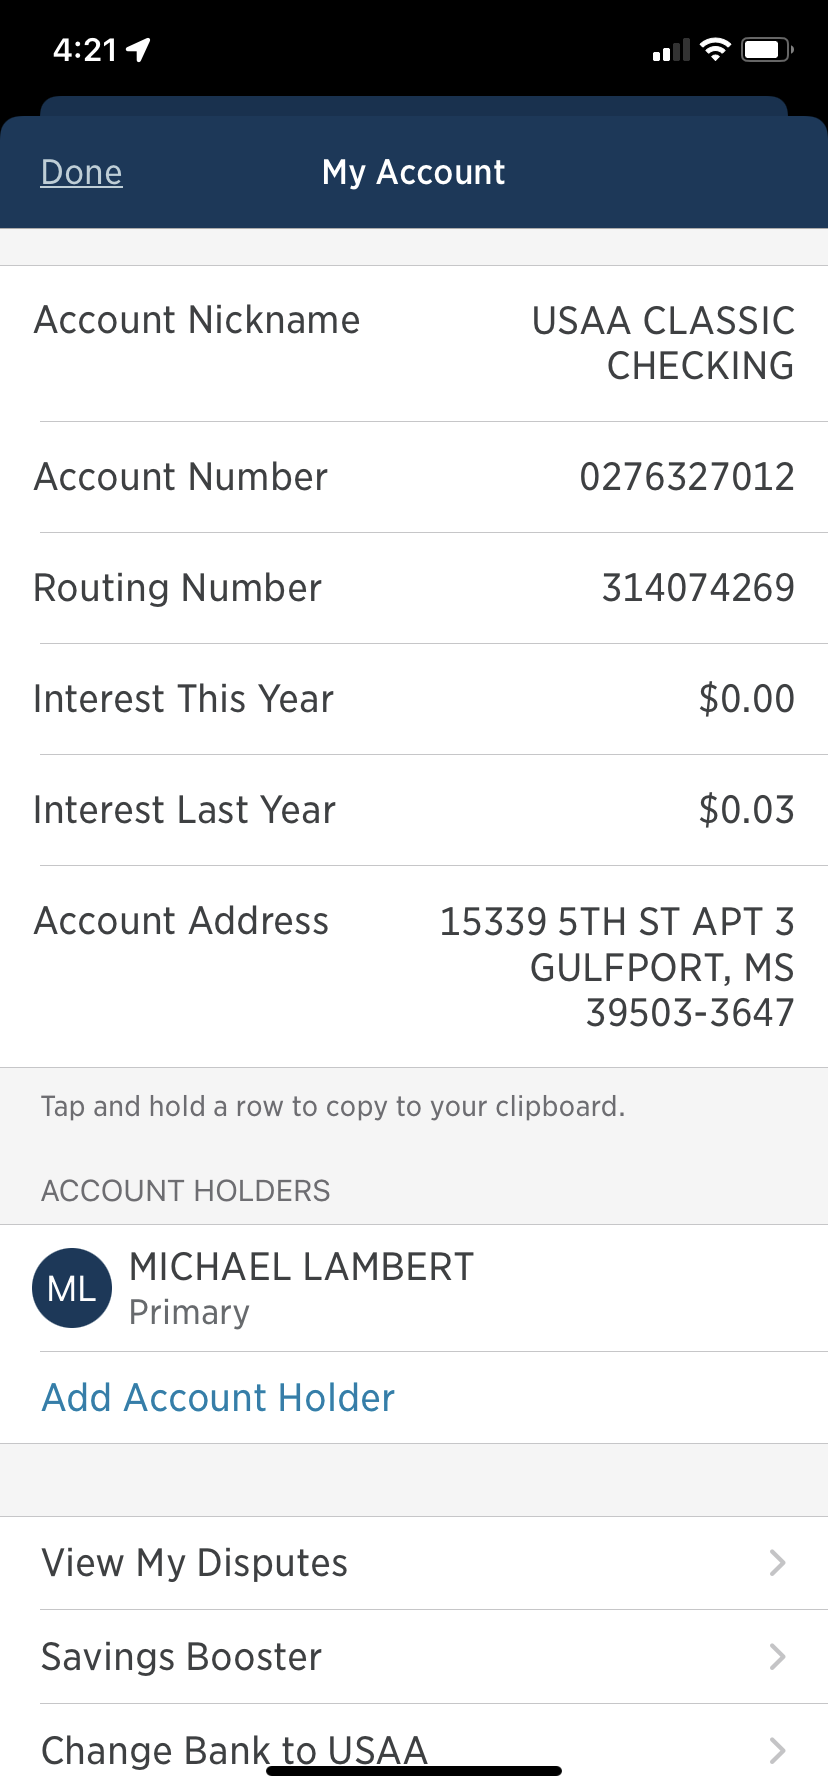 4:21
Done
My Account
Account Nickname
USAA CLASSIC
CHECKING
Account Number
0276327012
Routing Number
314074269
Interest This Year
$0.00
Interest Last Year
$0.03
Account Address
15339 5TH ST APT 3
GULFPORT, MS
39503-3647
Tap and hold a row to copy to your clipboard.
ACCOUNT HOLDERS
ML
MICHAEL LAMBERT
Primary
Add Account Holder
View My Disputes
Savings Booster
Change Bank to USAA